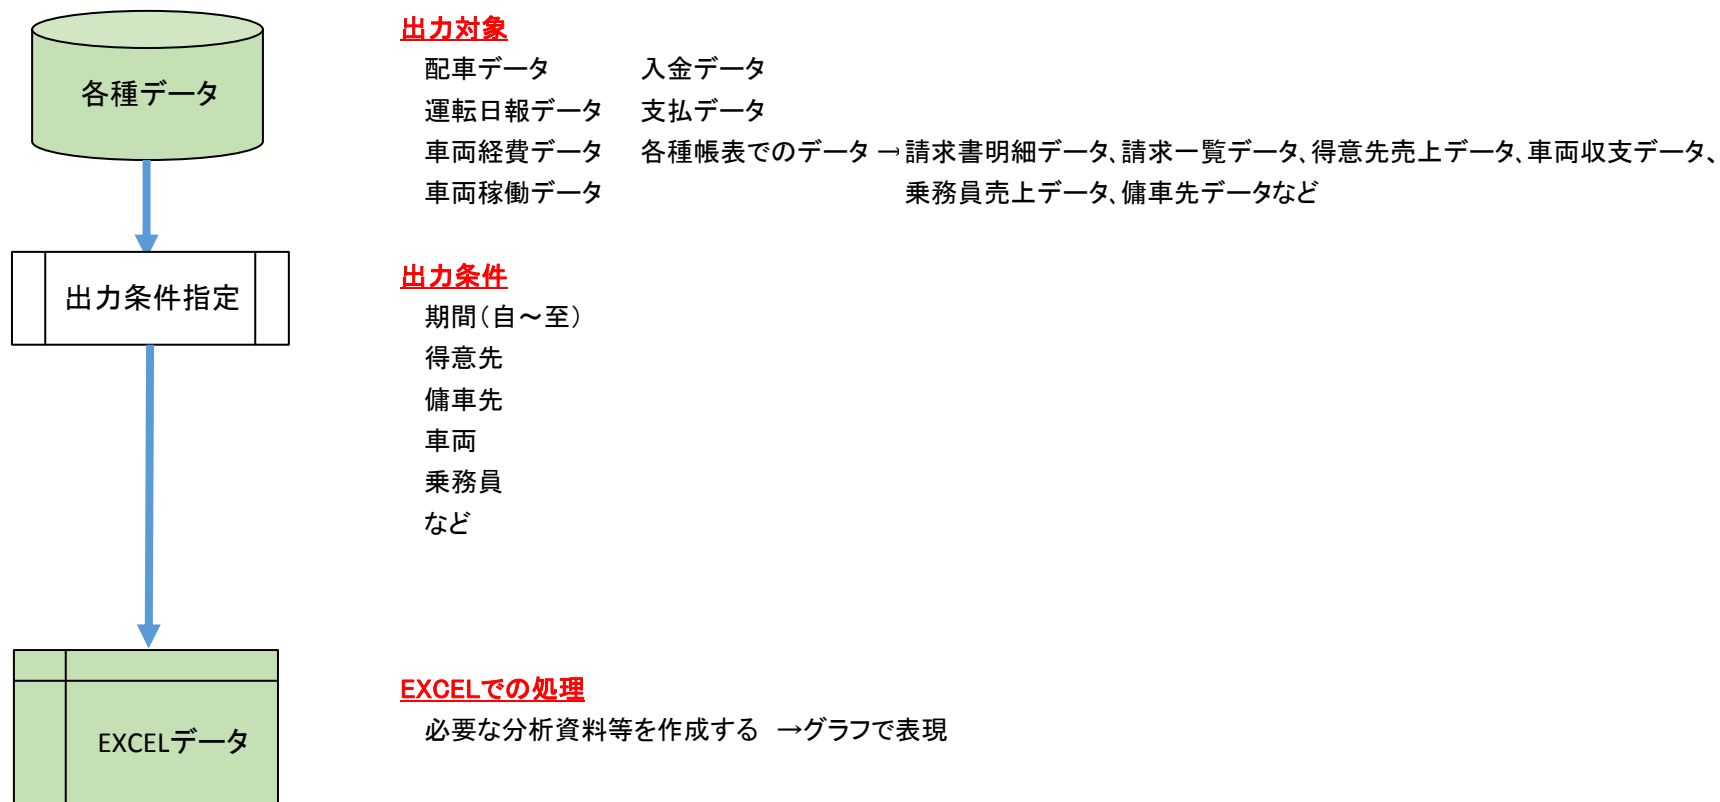 各種データ
出力対象
配車データ 入金データ
運転日報データ 支払データ
車両経費データ 各種帳表でのデータ →請求書明細データ、請求一覧データ、得意先売上データ、車両収支データ、
車両稼働データ 乗務員売上データ、傭車先データなど
出力条件指定
出力条件
期間（自～至）
得意先
傭車先
車両
乗務員
など
EXCELデータ
EXCELでの処理
必要な分析資料等を作成する →グラフで表現